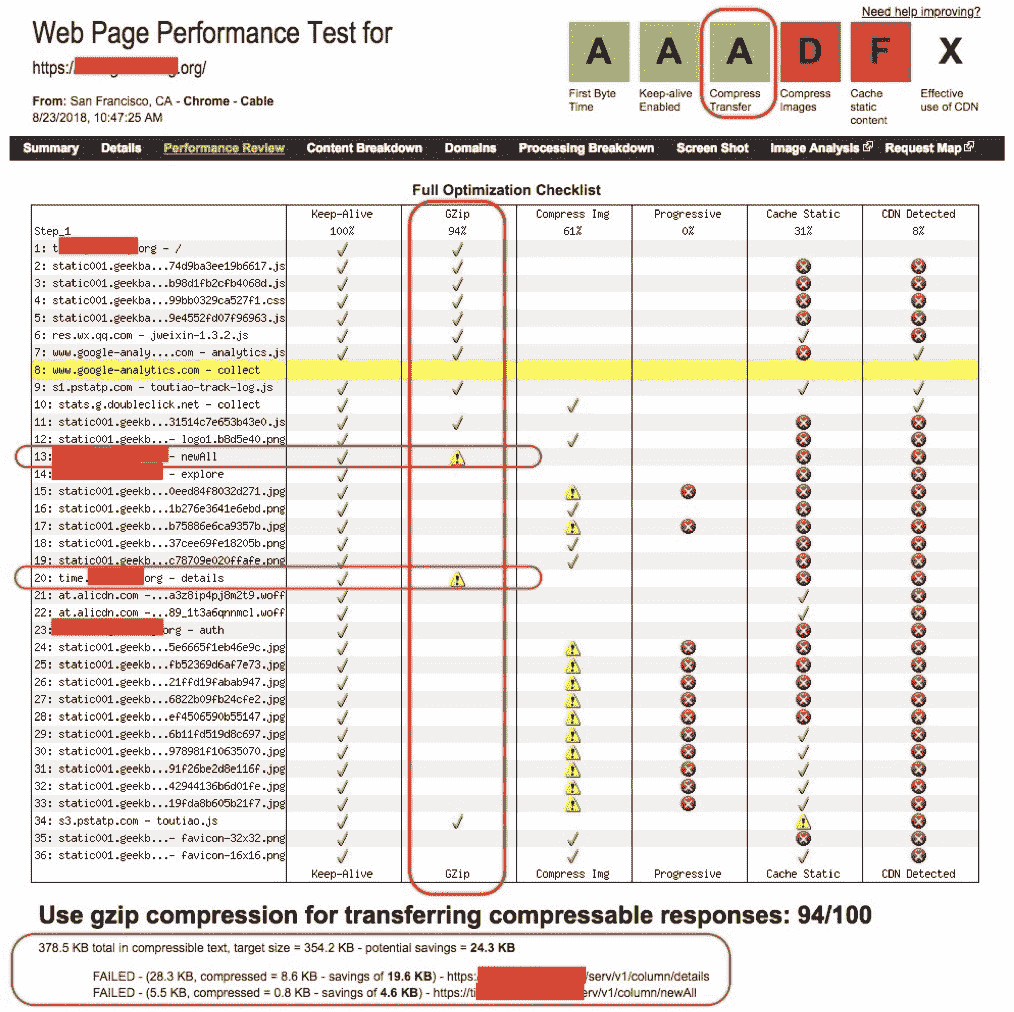 Need help improving?
Web Page Performance Test for
https:/ .org/
From: San Francisco, CA - Chrome - Cable
8/23/2018, 10:47:25 AM
A A A D F X
First Byte Time
Keep-alive Enabled
Compress Transfer
Compress Images
Cache static content
Effective use of CDN
Summary Details Performance Review Content Breakdown Domains Processing Breakdown Screen Shot Image Analysis Request Map
Full Optimization Checklist
Keep-Alive GZip Compress Img Progressive Cache Static CDN Detected
Step_1 100% 94% 61% 0% 31% 8%
1: t org - /
2: static001.geekba...74d9ba3ee19b6617.js
3: static001.geekba...b98d1fb2cfb4068d.js
4: static001.geekba...99bb0329ca527f1.css
5: static001.geekba...9e4552fd07f96963.js
6: res.wx.qq.com - jweixin-1.3.2.js
7: www.google-analy....com - analytics.js
8: www.google-analytics.com - collect
9: s1.pstatp.com - toutiao-track-log.js
10: stats.g.doubleclick.net - collect
11: static001.geekb...31514c7e653b43e0.js
12: static001.geekb...- logo1.b8d5e40.png
13: - newAll
14: - explore
15: static001.geekb...0eed84f8032d271.jpg
16: static001.geekb...1b276e3641e6ebd.png
17: static001.geekb...b75886e6ca9357b.jpg
18: static001.geekb...37cee69fe18205b.png
19: static001.geekb...c78709e020ffafe.png
20: time. org - details
21: at.alicdn.com -...a3z8ip4pj8m2t9.woff
22: at.alicdn.com -...89_1t3a6qnnmcl.woff
23: org - auth
24: static001.geekb...5e6665f1eb46e9c.jpg
25: static001.geekb...fb52369d6af7e73.jpg
26: static001.geekb...21ffd19fabab947.jpg
27: static001.geekb...6822b09fb24cfe2.jpg
28: static001.geekb...ef4506590b55147.jpg
29: static001.geekb...6b11fd519d8c697.jpg
30: static001.geekb...978981f10635070.jpg
31: static001.geekb...91f26be2d8e116f.jpg
32: static001.geekb...42944136b6d01fe.jpg
33: static001.geekb...19fda8b605b21f7.jpg
34: s3.pstatp.com - toutiao.js
35: static001.geekb...- favicon-32x32.png
36: static001.geekb...- favicon-16x16.png
Keep-Alive GZip Compress Img Progressive Cache Static CDN Detected
Use gzip compression for transferring compressable responses: 94/100
378.5 KB total in compressible text, target size = 354.2 KB - potential savings = 24.3 KB
FAILED - (28.3 KB, compressed = 8.6 KB - savings of 19.6 KB) - https: /serv/v1/column/details
FAILED - (5.5 KB, compressed = 0.8 KB - savings of 4.6 KB) - https://ti erv/v1/column/newAll